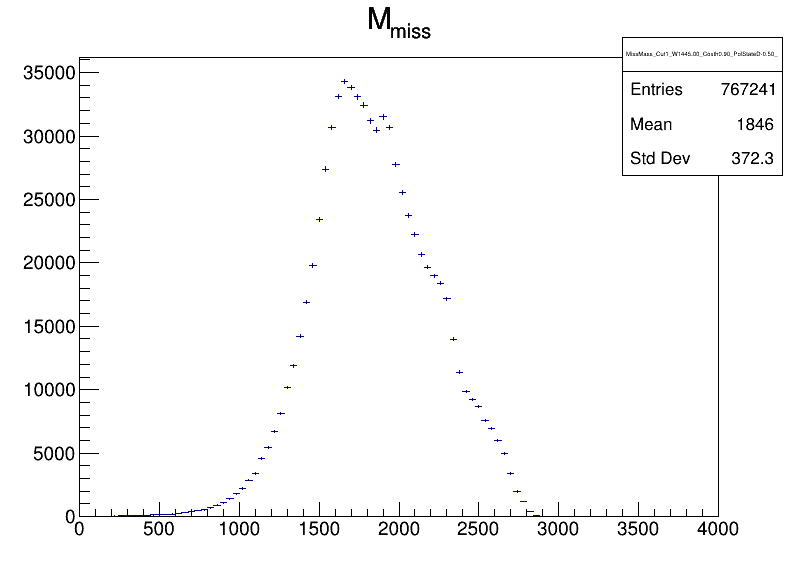 M_miss
MissMass_Cut1_W1445.00_Costh0.90_PolStateD-0.50_
Entries 767241
Mean 1846
Std Dev 372.3
35000
30000
25000
20000
15000
10000
5000
0
0 500 1000 1500 2000 2500 3000 3500 4000